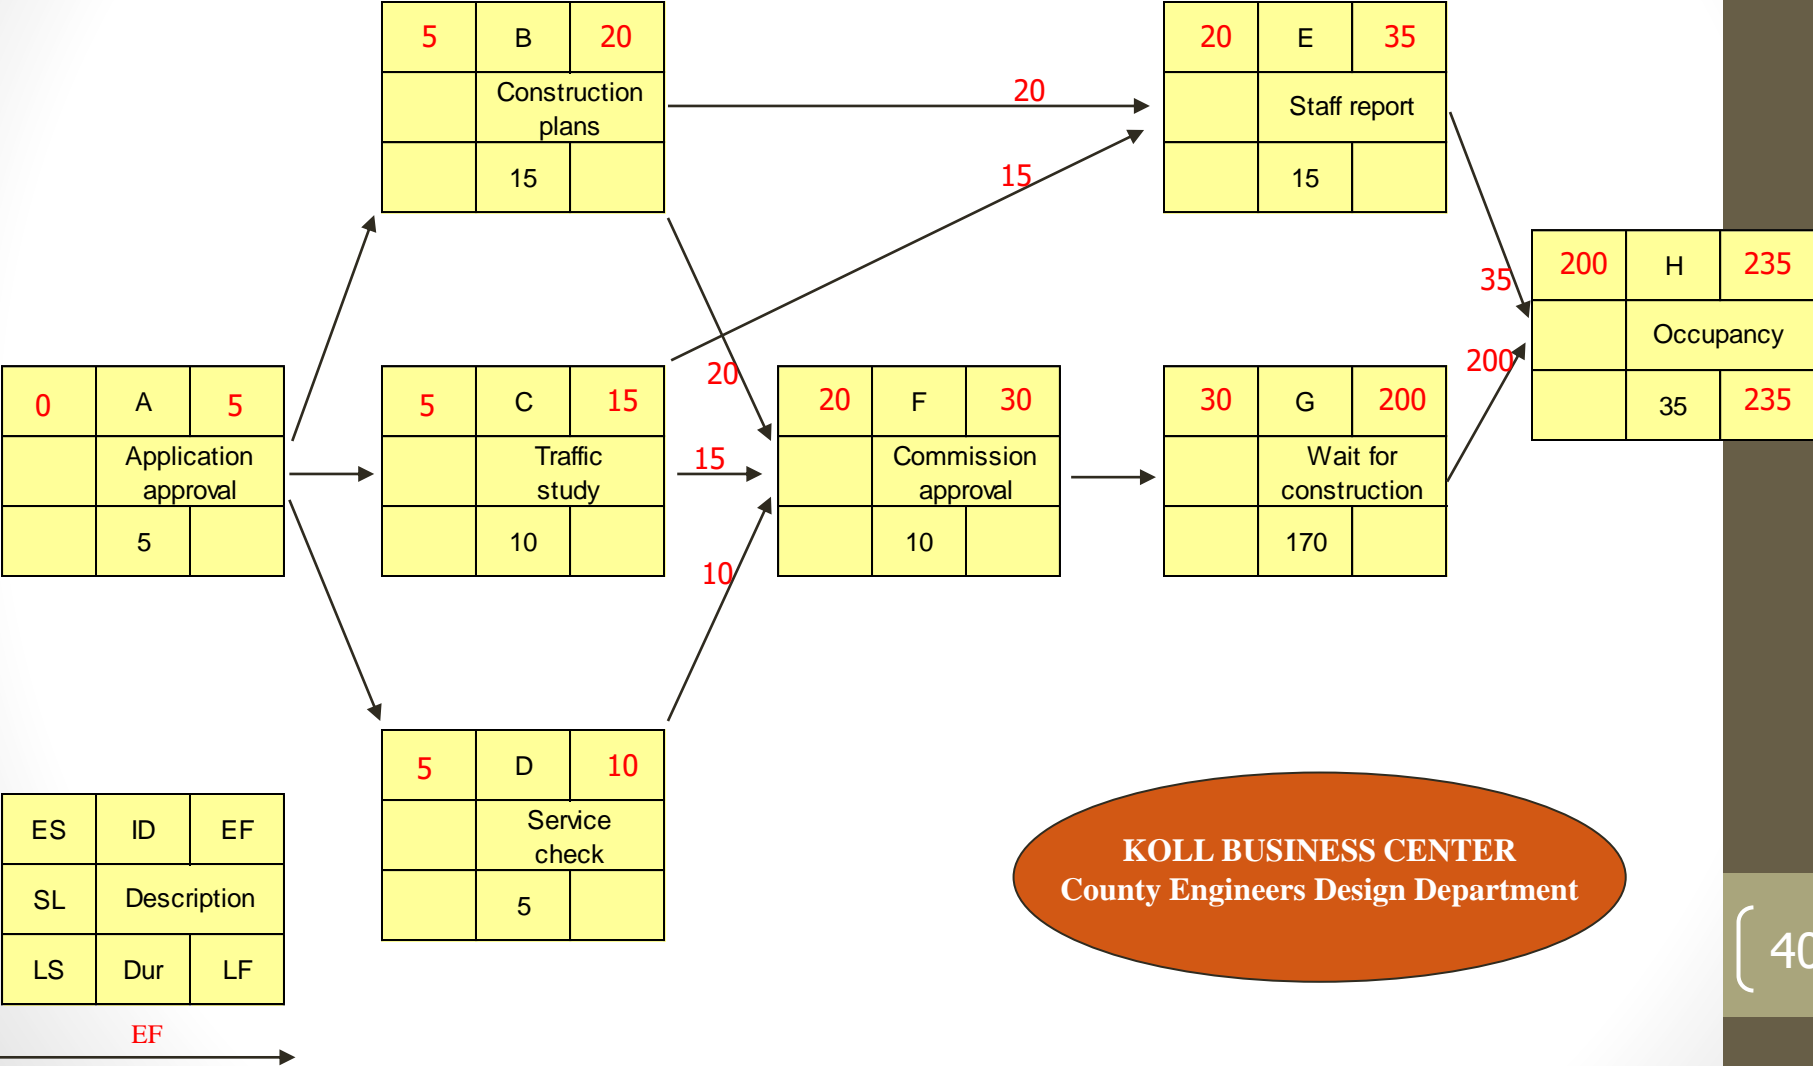 5 B 20
Construction
plans
15
20 E 35
Staff report
15
20
15
200 H 235
Occupancy
35 235
35
200
0 A 5
Application
approval
5
5 C 15
Traffic
study
10
20
15
10
20 F 30
Commission
approval
10
30 G 200
Wait for
construction
170
5 D 10
Service
check
5
ES ID EF
SL Description
LS Dur LF
EF
KOLL BUSINESS CENTER
County Engineers Design Department
40